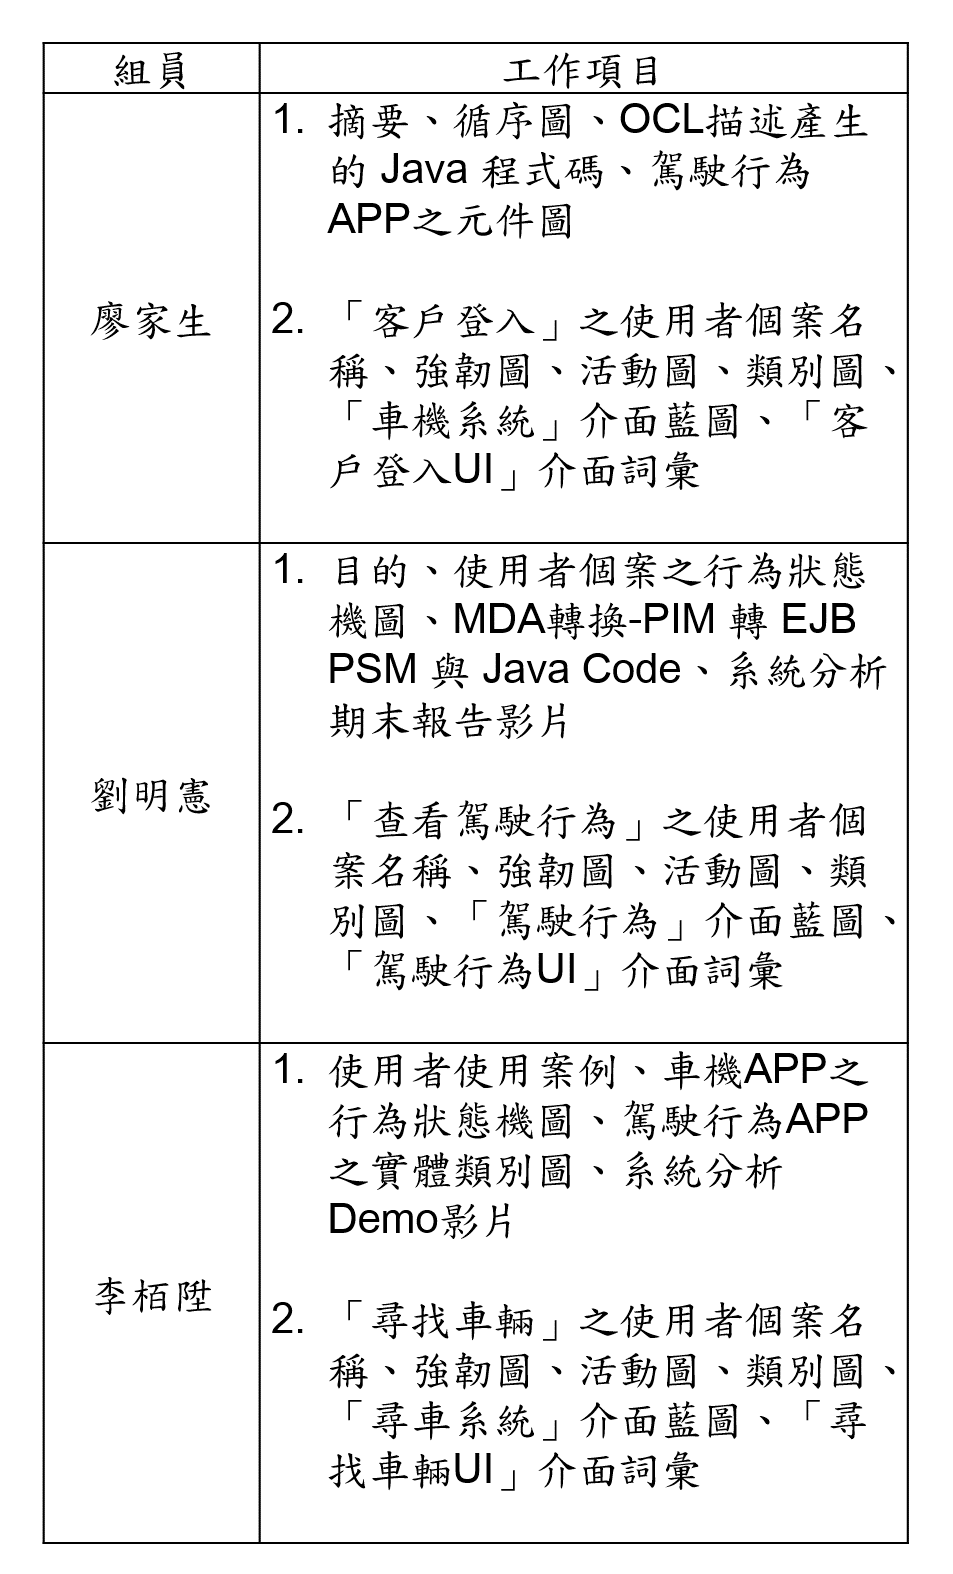 組員 工作項目
1. 摘要、循序圖、OCL描述產生
的 Java 程式碼、駕駛行為
APP之元件圖
廖家生
2. 「客戶登入」之使用者個案名
稱、強韌圖、活動圖、類別圖、
「車機系統」介面藍圖、「客
戶登入UI」介面詞彙
1. 目的、使用者個案之行為狀態
機圖、MDA轉換-PIM 轉 EJB
PSM 與 Java Code、系統分析
期末報告影片
劉明憲
2. 「查看駕駛行為」之使用者個
案名稱、強韌圖、活動圖、類
別圖、「駕駛行為」介面藍圖、
「駕駛行為UI」介面詞彙
1. 使用者使用案例、車機APP之
行為狀態機圖、駕駛行為APP
之實體類別圖、系統分析
Demo影片
李栢陞
2. 「尋找車輛」之使用者個案名
稱、強韌圖、活動圖、類別圖、
「尋車系統」介面藍圖、「尋
找車輛UI」介面詞彙